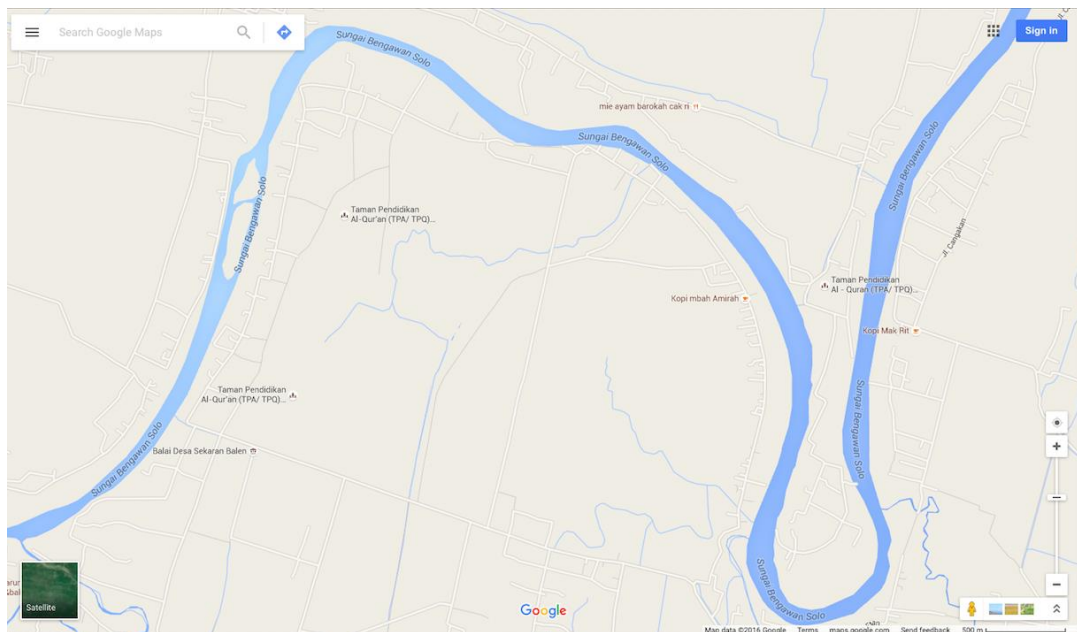 Search Google Maps
Sign in
Sungai Bengawan Solo
mie ayam barokah cak ri
Sungai Bengawan Solo
Sungai Bengawan Solo
Sungai Bengawan Solo
Taman Pendidikan
Al-Qur'an (TPA/ TPQ)...
Jl. Cangakan
Taman Pendidikan
Al - Quran (TPA/ TPQ)...
Kopi mbah Amirah
Kopi Mak Rit
Taman Pendidikan
Al-Qur'an (TPA/ TPQ)...
Sungai Bengawan Solo
Balai Desa Sekaran Balen
Sungai Bengawan Solo
Sungai Bengawan Solo
Satellite
Google
Map data ©2016 Google
Terms
maps.google.com
Send feedback
500 m